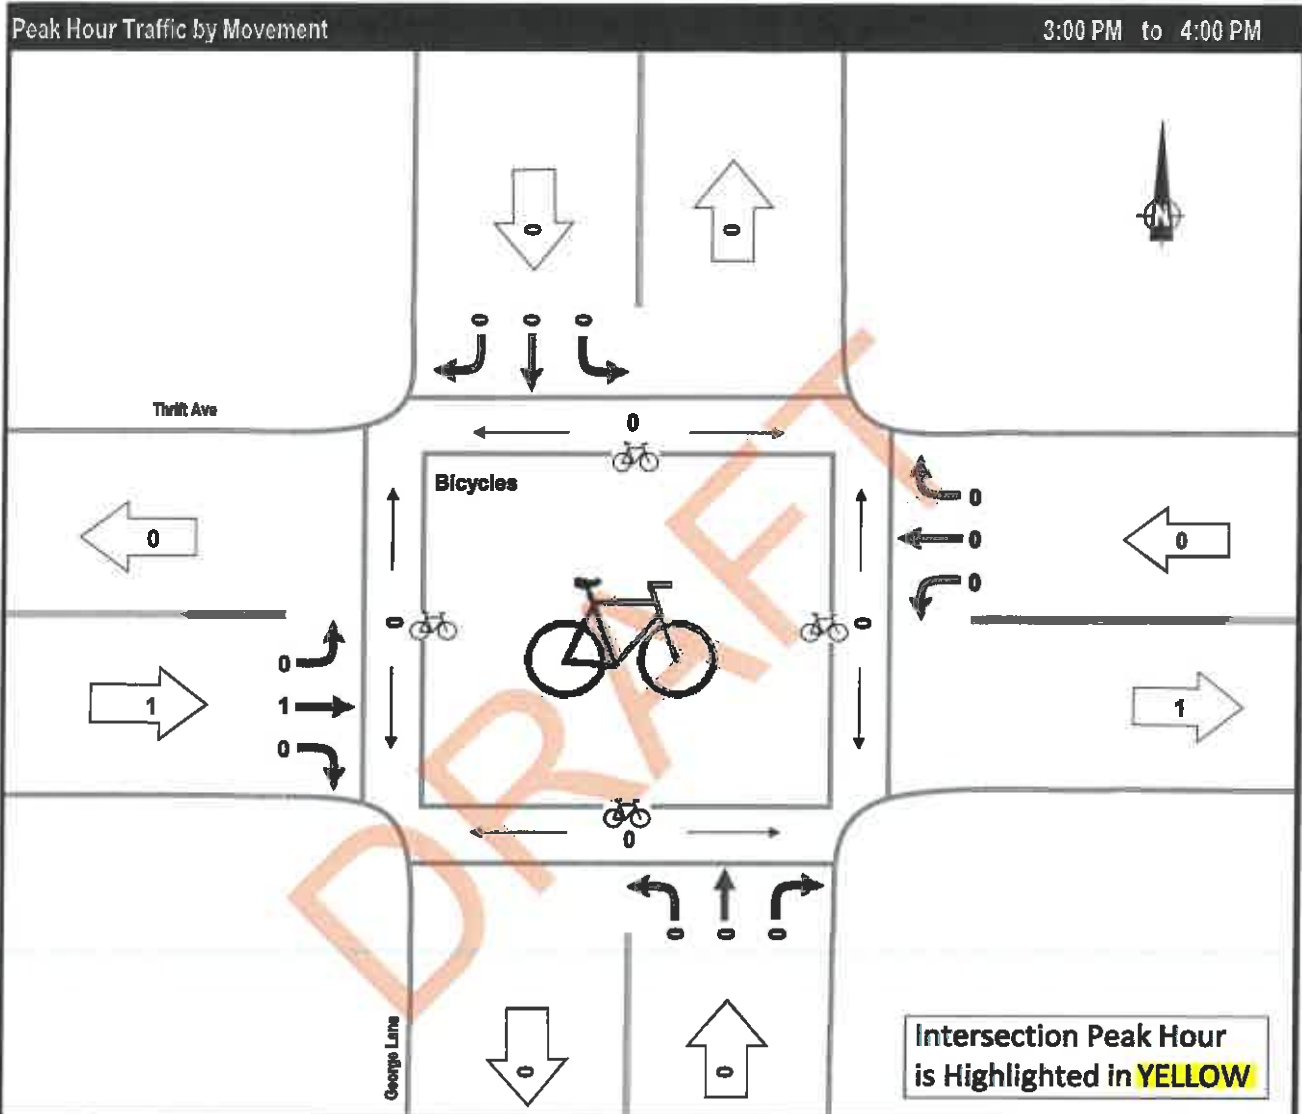 Peak Hour Traffic by Movement 3:00 PM to 4:00 PM
N
0 0
0 0 0
Thrift Ave
0
Bicycles
0
0 0 0
0
0 0
0
0
1 1 1
0
0
0 0 0
DRAFT
George Lane
0 0
Intersection Peak Hour
is Highlighted in YELLOW